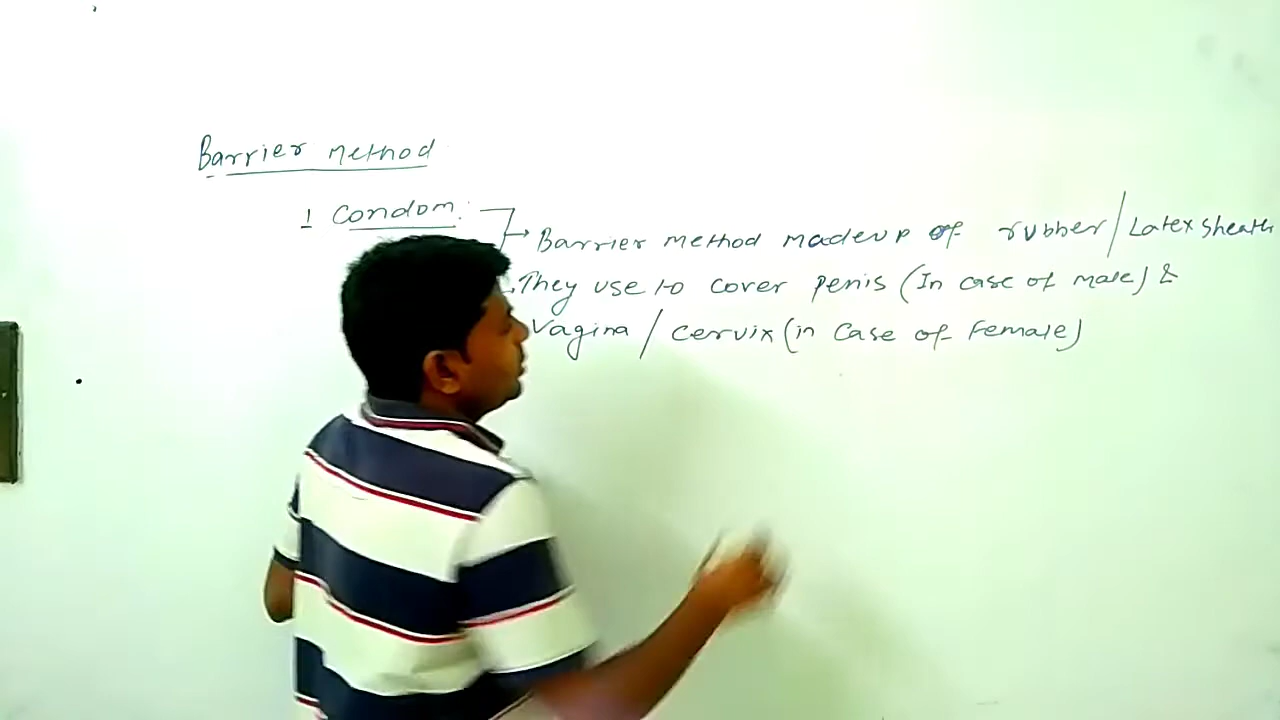 Barrier Method
1 Condom:
Barrier method madeup of rubber/Latex sheath
They use to cover penis (In case of male) &
Vagina / cervix (in case of Female)